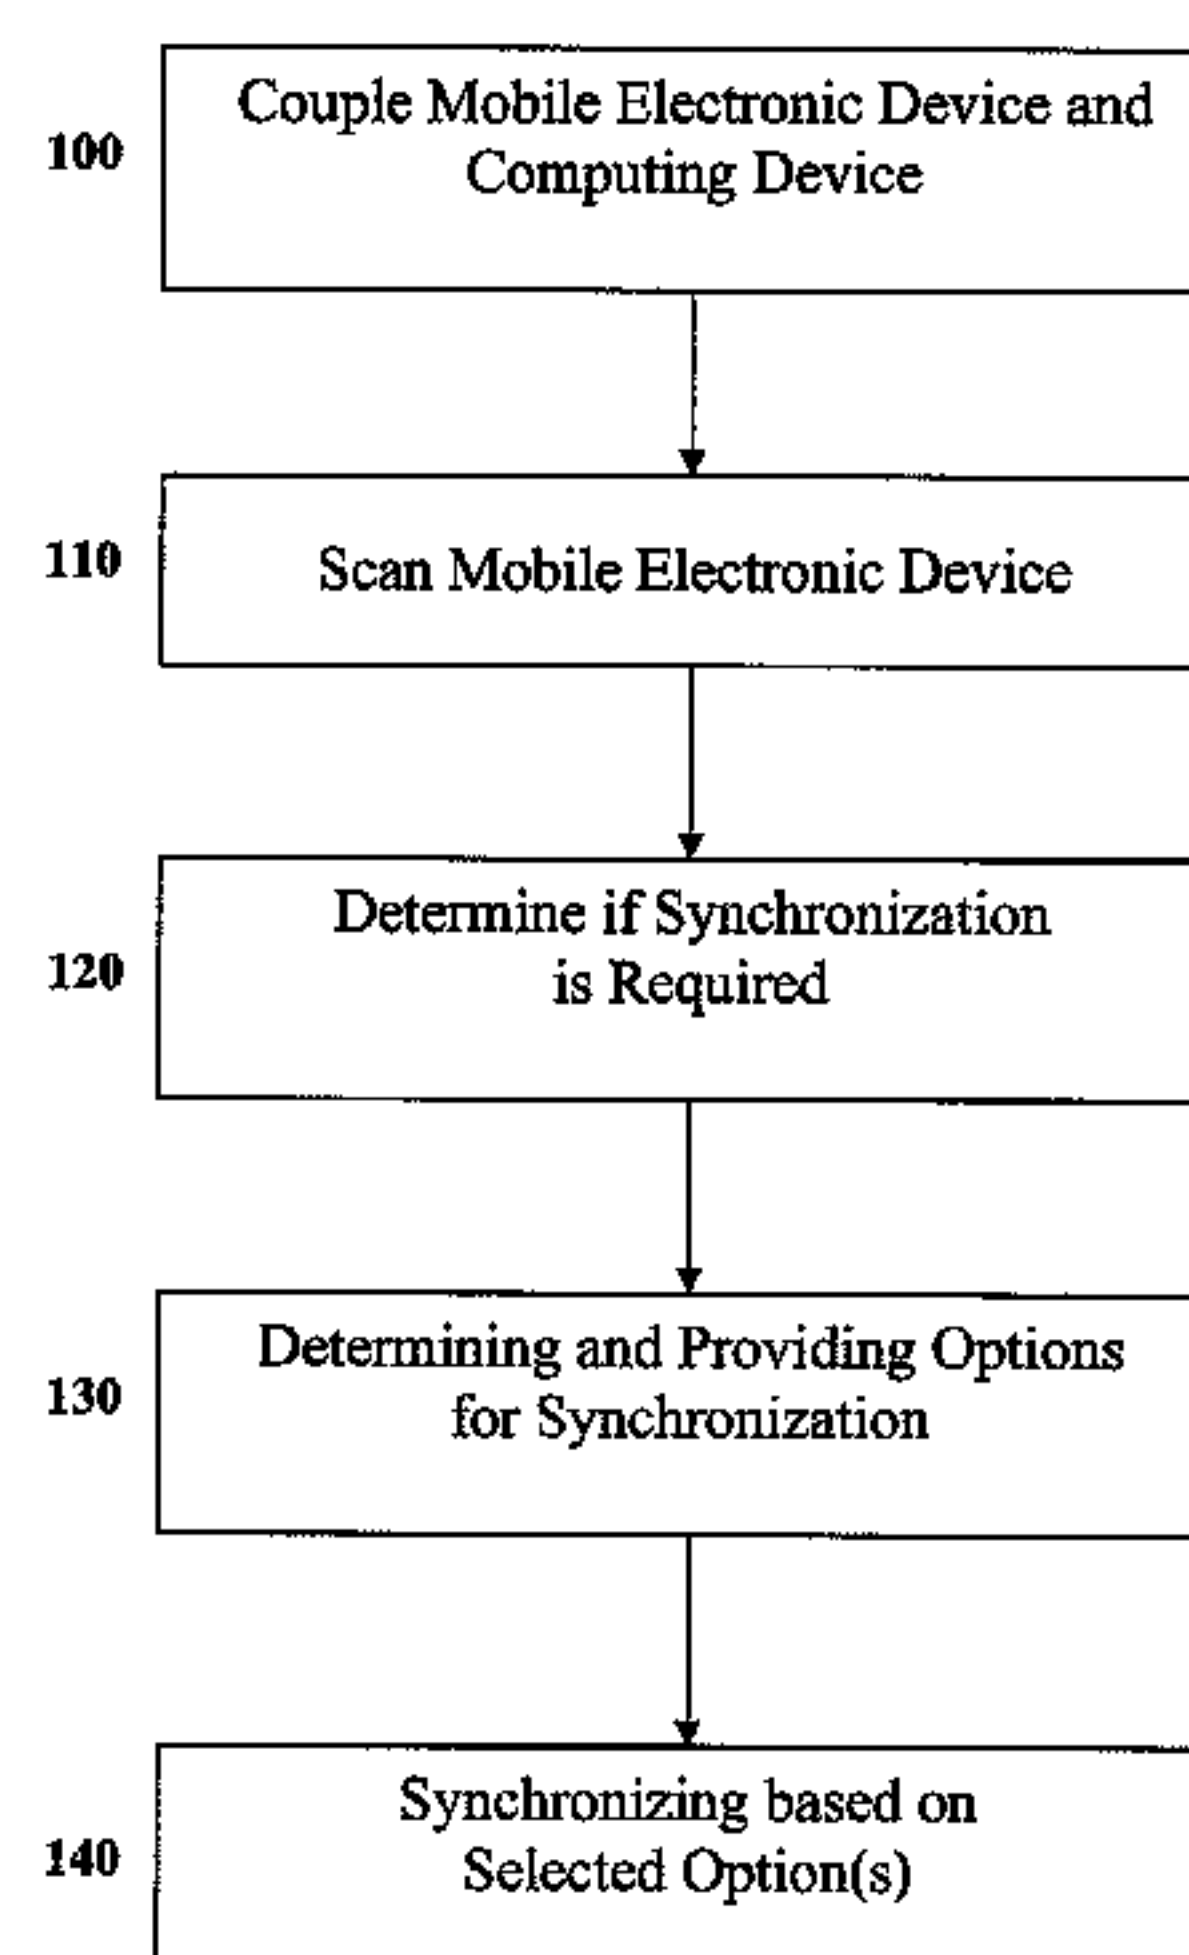 100
Couple Mobile Electronic Device and
Computing Device
110
Scan Mobile Electronic Device
120
Determine if Synchronization
is Required
130
Determining and Providing Options
for Synchronization
140
Synchronizing based on
Selected Option(s)